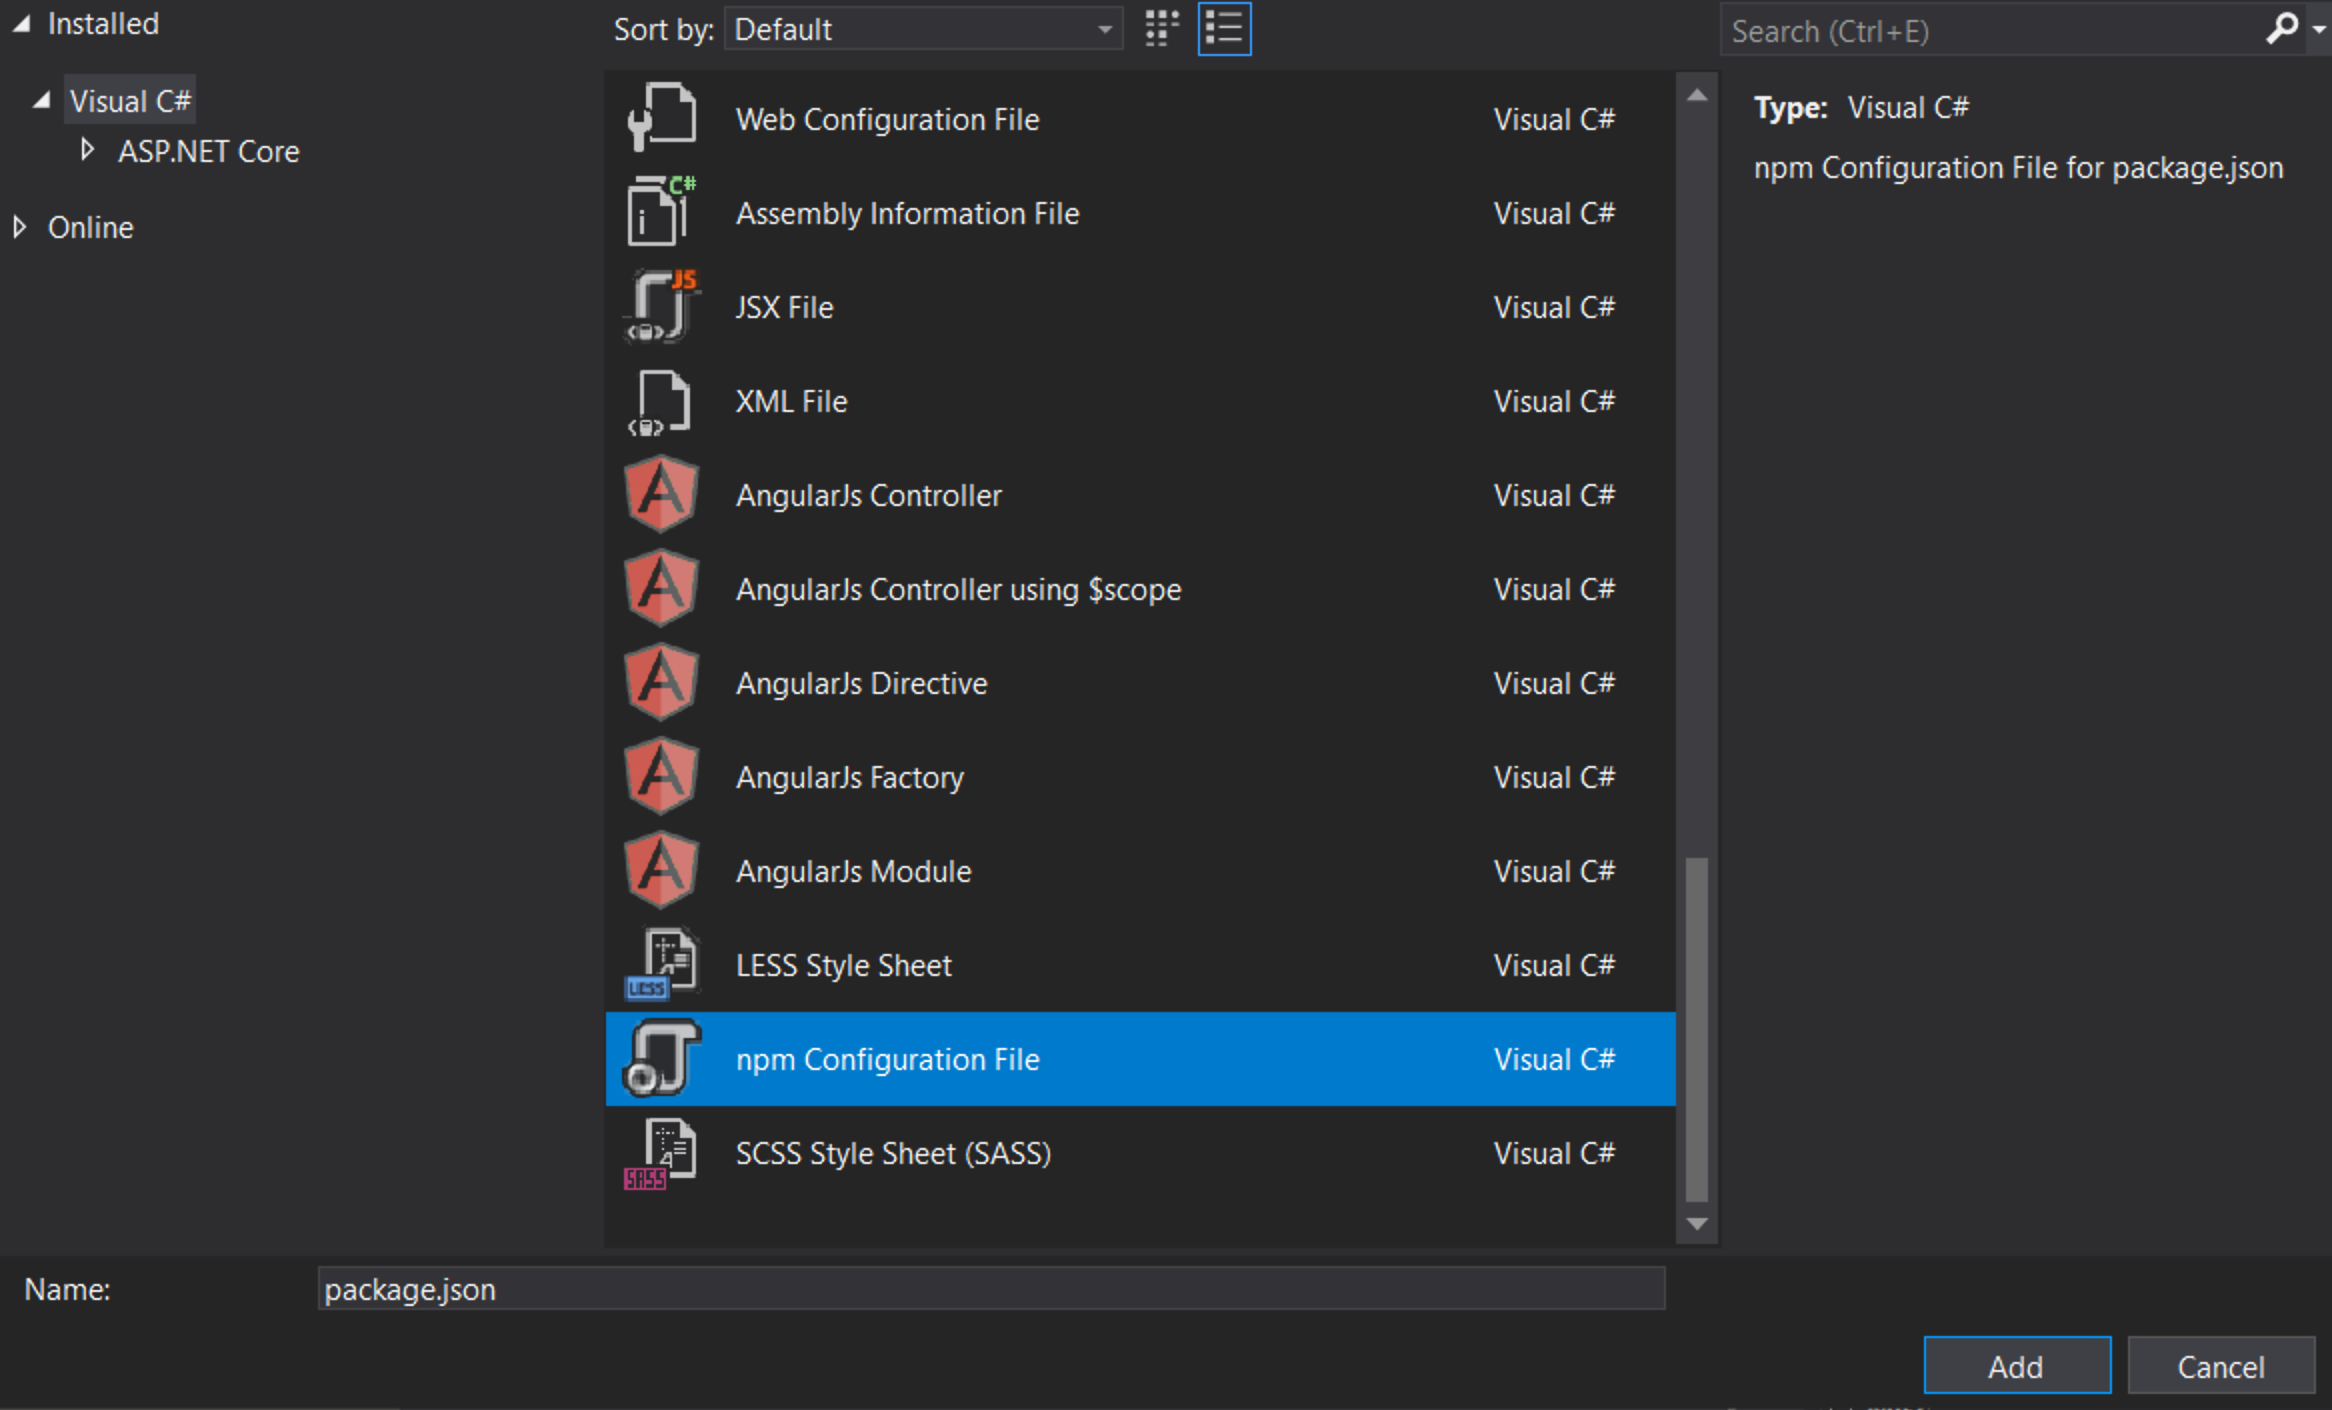 Installed
Visual C#
ASP.NET Core
Online
Sort by: Default
Search (Ctrl+E)
Web Configuration File Visual C#
C# i Assembly Information File Visual C#
JS JSX File Visual C#
XML File Visual C#
A AngularJs Controller Visual C#
A AngularJs Controller using $scope Visual C#
A AngularJs Directive Visual C#
A AngularJs Factory Visual C#
A AngularJs Module Visual C#
LESS LESS Style Sheet Visual C#
npm Configuration File Visual C#
SASS SCSS Style Sheet (SASS) Visual C#
Type: Visual C#
npm Configuration File for package.json
Name: package.json
Add Cancel